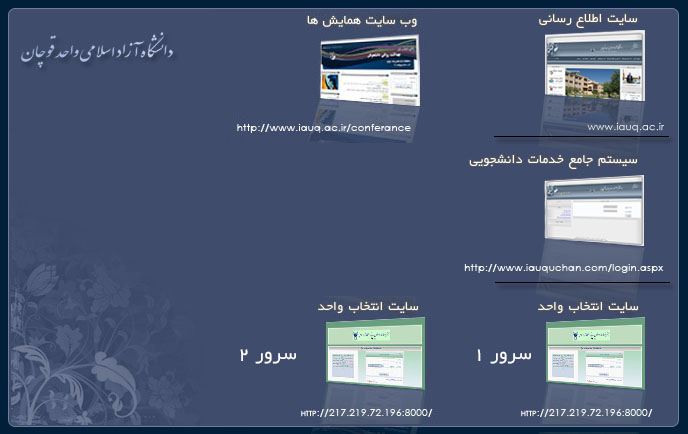 دانشگاه آزاد اسلامی واحد قوچان
سایت اطلاع رسانی
www.iauq.ac.ir
وب سایت همایش ها
http://www.iauq.ac.ir/conferance
سیستم جامع خدمات دانشجویی
http://www.iauquchan.com/login.aspx
سایت انتخاب واحد
سرور 1
HTTP://217.219.72.196:8000/
سایت انتخاب واحد
سرور 2
HTTP://217.219.72.196:8000/